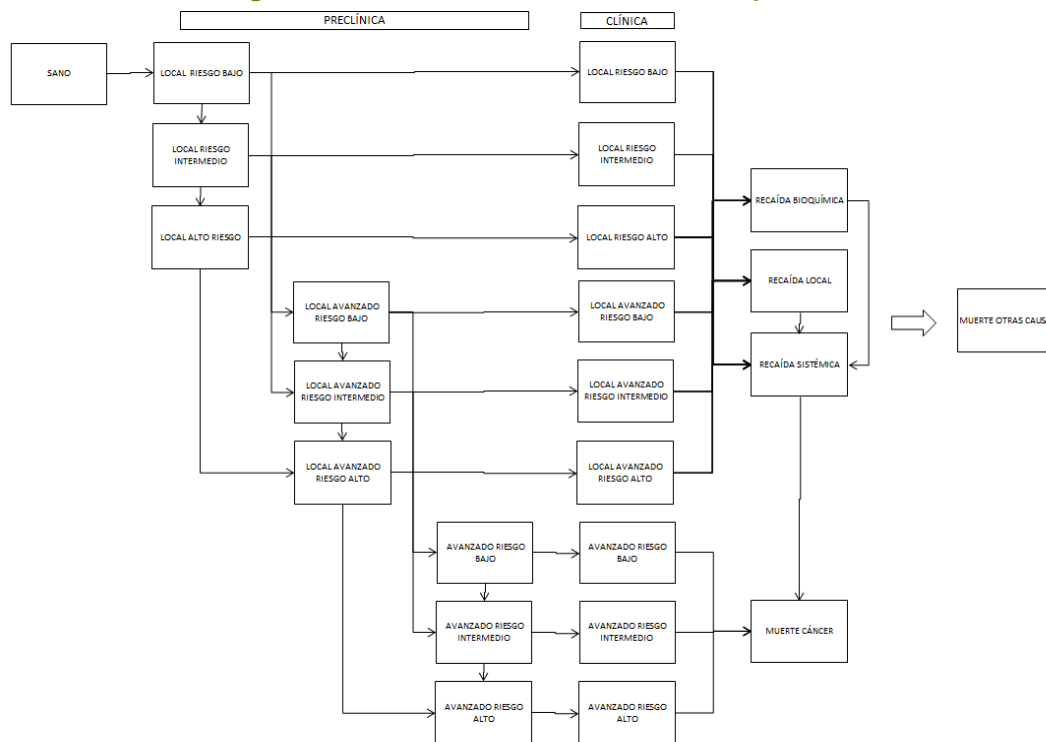 PRECLÍNICA
CLÍNICA
SANO
LOCAL RIESGO BAJO
LOCAL RIESGO BAJO
LOCAL RIESGO
INTERMEDIO
LOCAL RIESGO
INTERMEDIO
RECAÍDA BIOQUÍMICA
LOCAL ALTO RIESGO
LOCAL RIESGO ALTO
RECAÍDA LOCAL
LOCAL AVANZADO
RIESGO BAJO
LOCAL AVANZADO
RIESGO BAJO
MUERTE OTRAS CAUSA
RECAÍDA SISTÉMICA
LOCAL AVANZADO
RIESGO INTERMEDIO
LOCAL AVANZADO
RIESGO INTERMEDIO
LOCAL AVANZADO
RIESGO ALTO
LOCAL AVANZADO
RIESGO ALTO
AVANZADO RIESGO
BAJO
AVANZADO RIESGO
BAJO
AVANZADO RIESGO
INTERMEDIO
AVANZADO RIESGO
INTERMEDIO
MUERTE CÁNCER
AVANZADO RIESGO
ALTO
AVANZADO RIESGO
ALTO